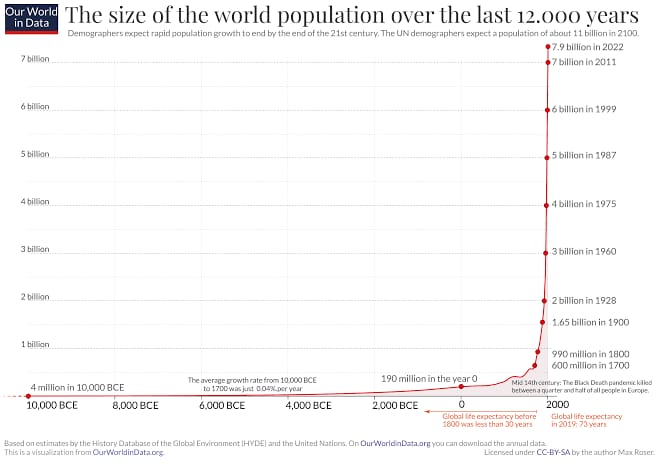 Our World
in Data
The size of the world population over the last 12.000 years
Demographers expect rapid population growth to end by the end of the 21st century. The UN demographers expect a population of about 11 billion in 2100.
7.9 billion in 2022
7 billion
7 billion in 2011
6 billion
6 billion in 1999
5 billion
5 billion in 1987
4 billion
4 billion in 1975
3 billion
3 billion in 1960
2 billion
2 billion in 1928
1.65 billion in 1900
1 billion
990 million in 1800
600 million in 1700
4 million in 10,000 BCE
The average growth rate from 10,000 BCE
to 1700 was just 0.04% per year
190 million in the year 0
Mid 14th century: The Black Death pandemic killed
between a quarter and half of all people in Europe.
10,000 BCE
8,000 BCE
6,000 BCE
4,000 BCE
2,000 BCE
0
2000
Global life expectancy before
1800 was less than 30 years
Global life expectancy
in 2019: 73 years
Based on estimates by the History Database of the Global Environment (HYDE) and the United Nations. On OurWorldinData.org you can download the annual data.
This is a visualization from OurWorldinData.org.
Licensed under CC-BY-SA by the author Max Roser.